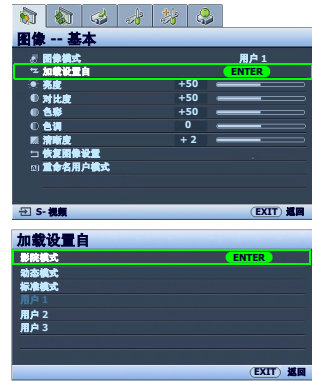 图像 -- 基本
图像模式 用户 1
加载设置自 ENTER
亮度 +50
对比度 +50
色彩 +50
色调 0
清晰度 + 2
恢复图像设置
重命名用户模式
S- 视频 EXIT 返回
加载设置自
影院模式 ENTER
动态模式
标准模式
用户 1
用户 2
用户 3
EXIT 返回